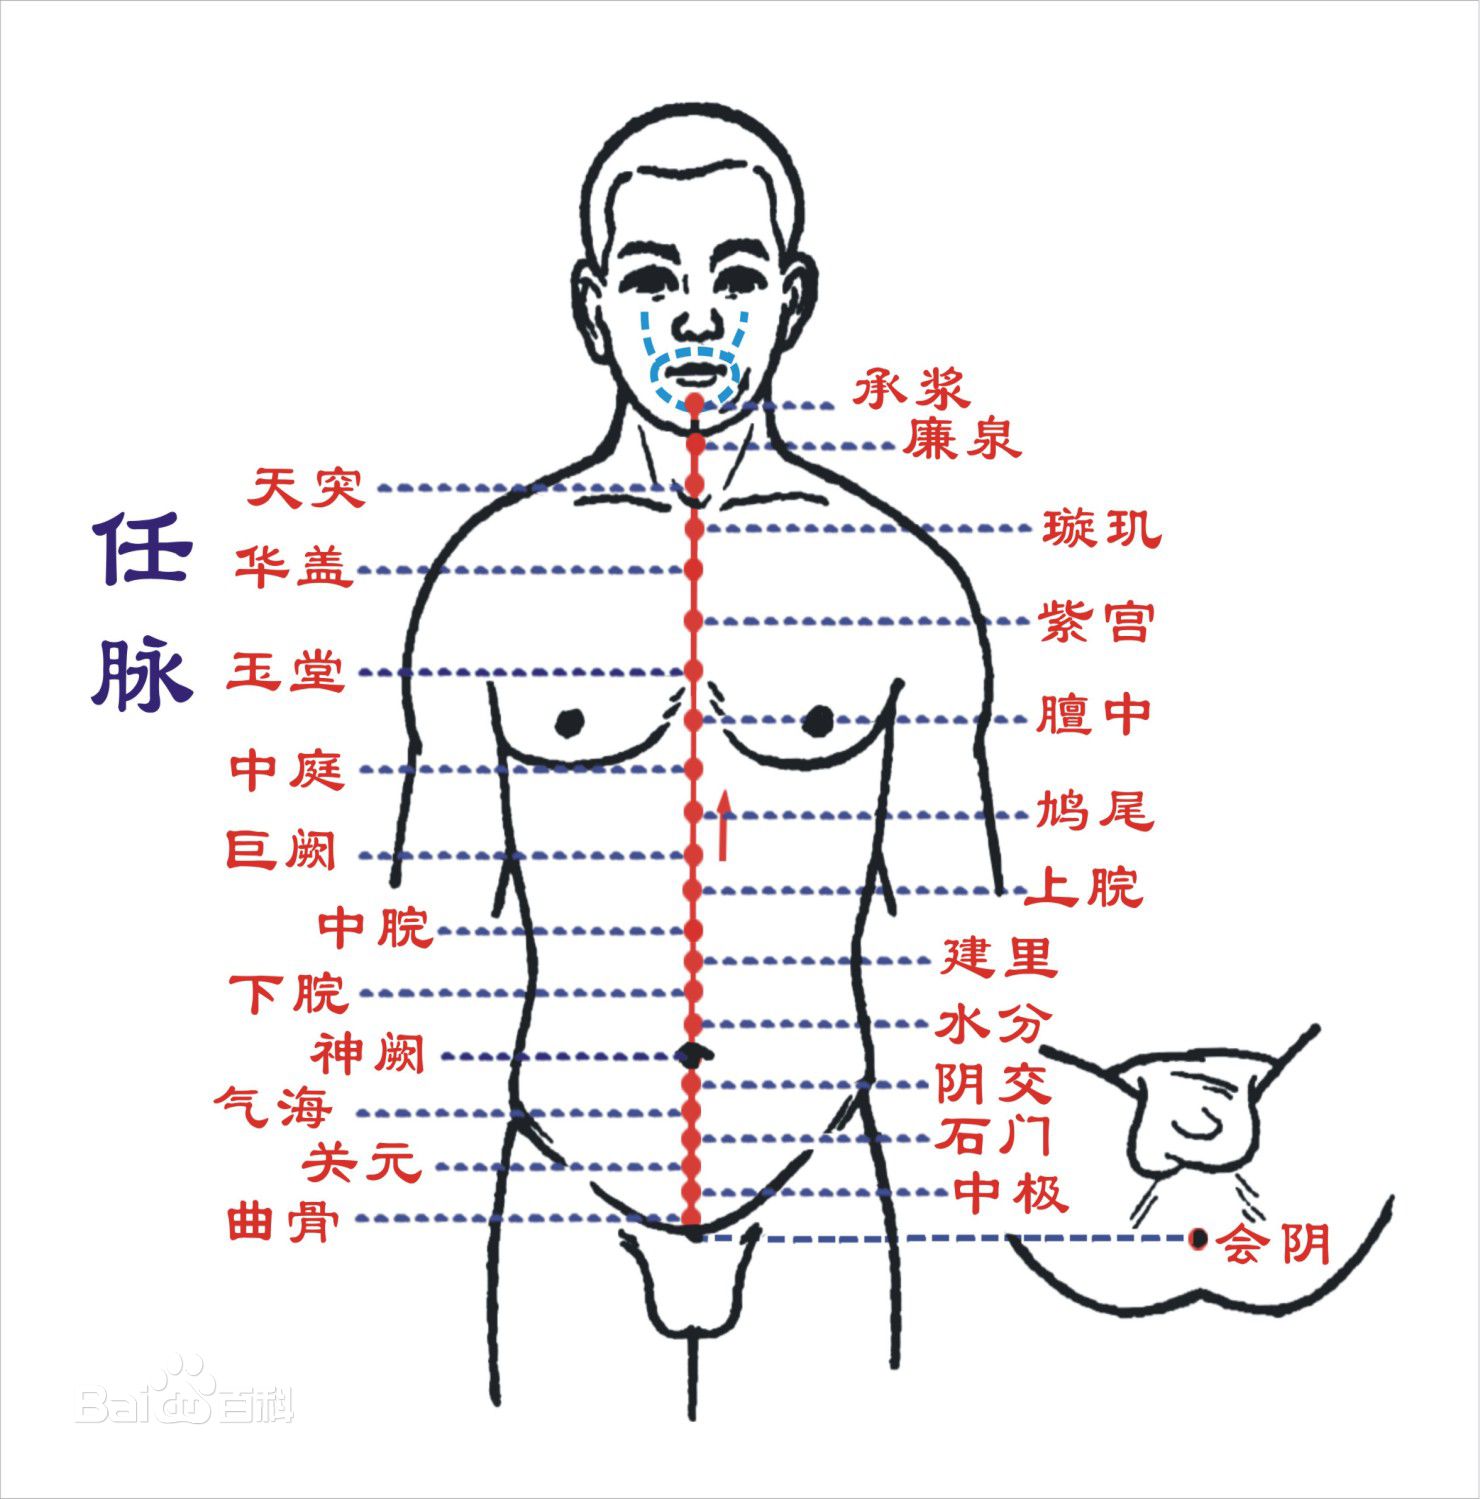 任脉
承浆
廉泉
天突
璇玑
华盖
紫宫
玉堂
膻中
中庭
鸠尾
巨阙
上脘
中脘
建里
下脘
水分
神阙
阴交
气海
石门
关元
中极
曲骨
会阴
Bai百科